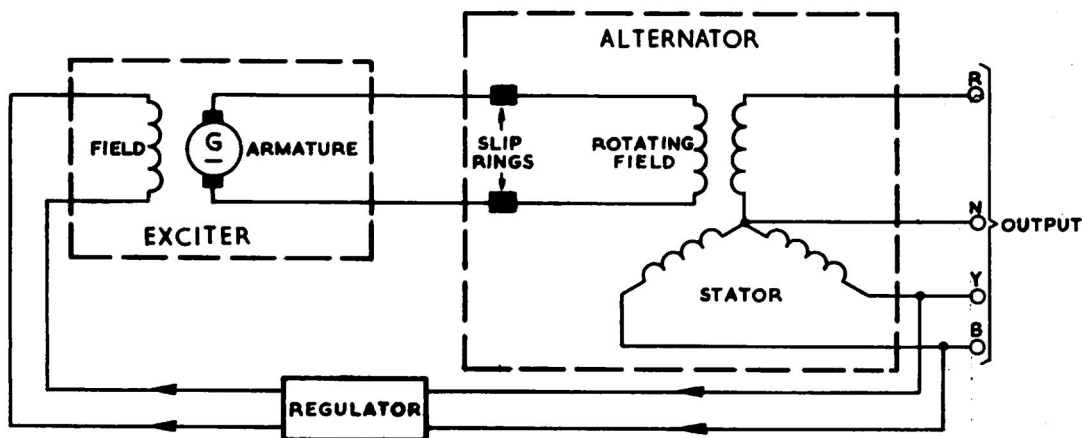 ALTERNATOR
EXCITER
FIELD
G
ARMATURE
SLIP
RINGS
ROTATING
FIELD
STATOR
R
N
Y
B
OUTPUT
REGULATOR